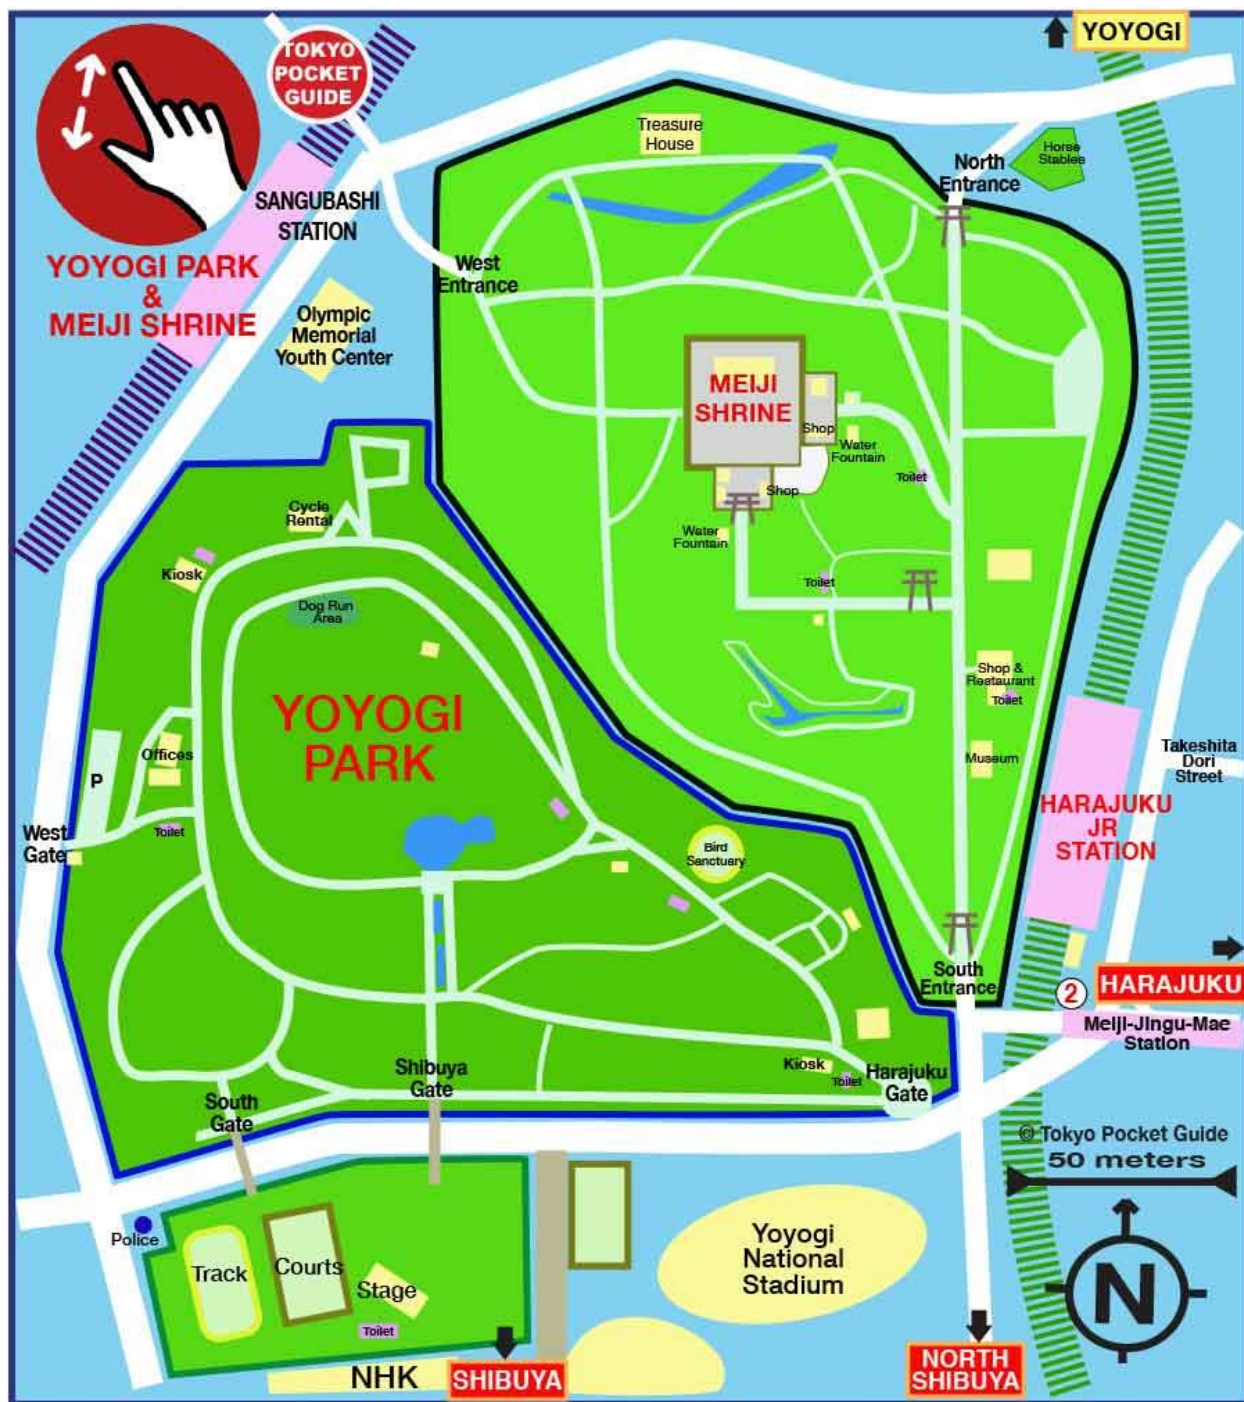 YOYOGI
TOKYO
POCKET
GUIDE
Treasure
House
North
Entrance
Horse
Stables
SANGUBASHI
STATION
YOYOGI PARK
&
MEIJI SHRINE
West
Entrance
Olympic
Memorial
Youth Center
MEIJI
SHRINE
Shop
Water
Fountain
Toilet
Shop
Water
Fountain
Cycle
Rental
Kiosk
Toilet
Dog Run
Area
Shop &
Restaurant
Toilet
YOYOGI
PARK
Offices
P
Museum
Takeshita
Dori
Street
HARAJUKU
JR
STATION
West
Gate
Toilet
Bird
Sanctuary
South
Entrance
HARAJUKU
2
Meiji-Jingu-Mae
Station
Shibuya
Gate
Kiosk
Toilet
Harajuku
Gate
South
Gate
© Tokyo Pocket Guide
50 meters
Police
Track
Courts
Stage
Toilet
Yoyogi
National
Stadium
N
NHK
SHIBUYA
NORTH
SHIBUYA